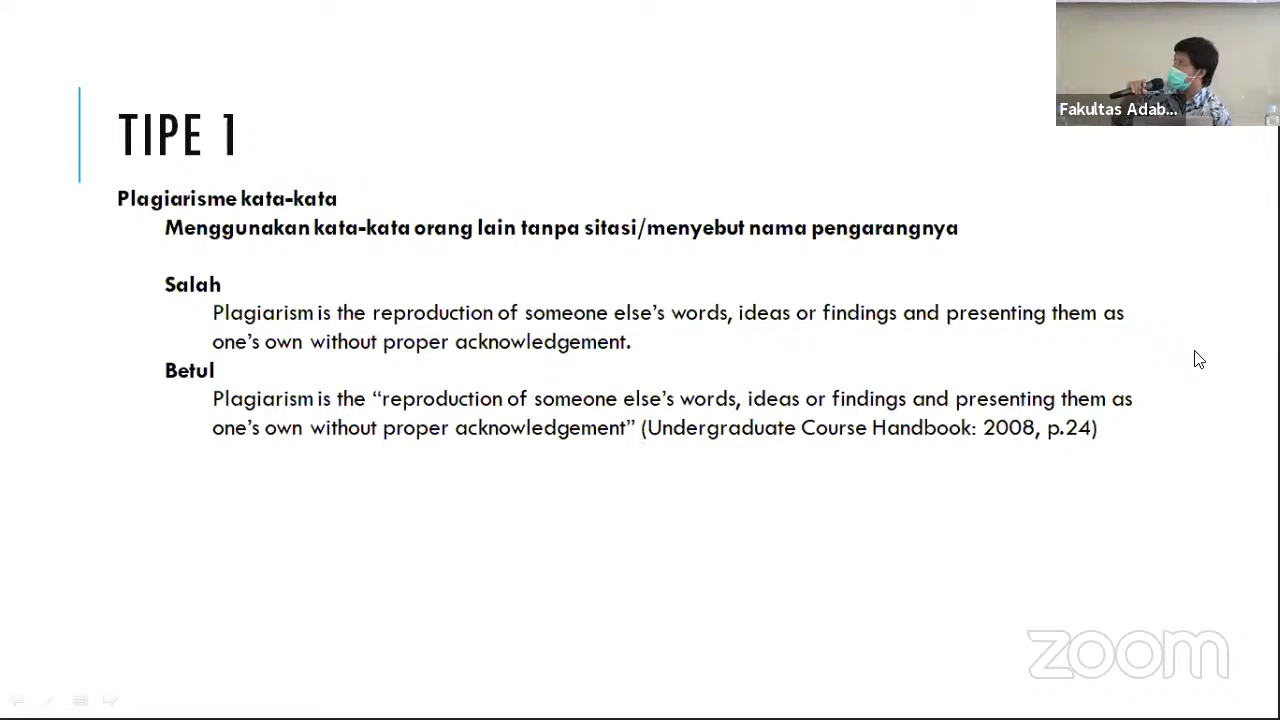 Fakultas Adab...
TIPE 1
Plagiarisme kata-kata
Menggunakan kata-kata orang lain tanpa sitasi/menyebut nama pengarangnya
Salah
Plagiarism is the reproduction of someone else’s words, ideas or findings and presenting them as
one’s own without proper acknowledgement.
Betul
Plagiarism is the “reproduction of someone else’s words, ideas or findings and presenting them as
one’s own without proper acknowledgement” (Undergraduate Course Handbook: 2008, p.24)
zoom